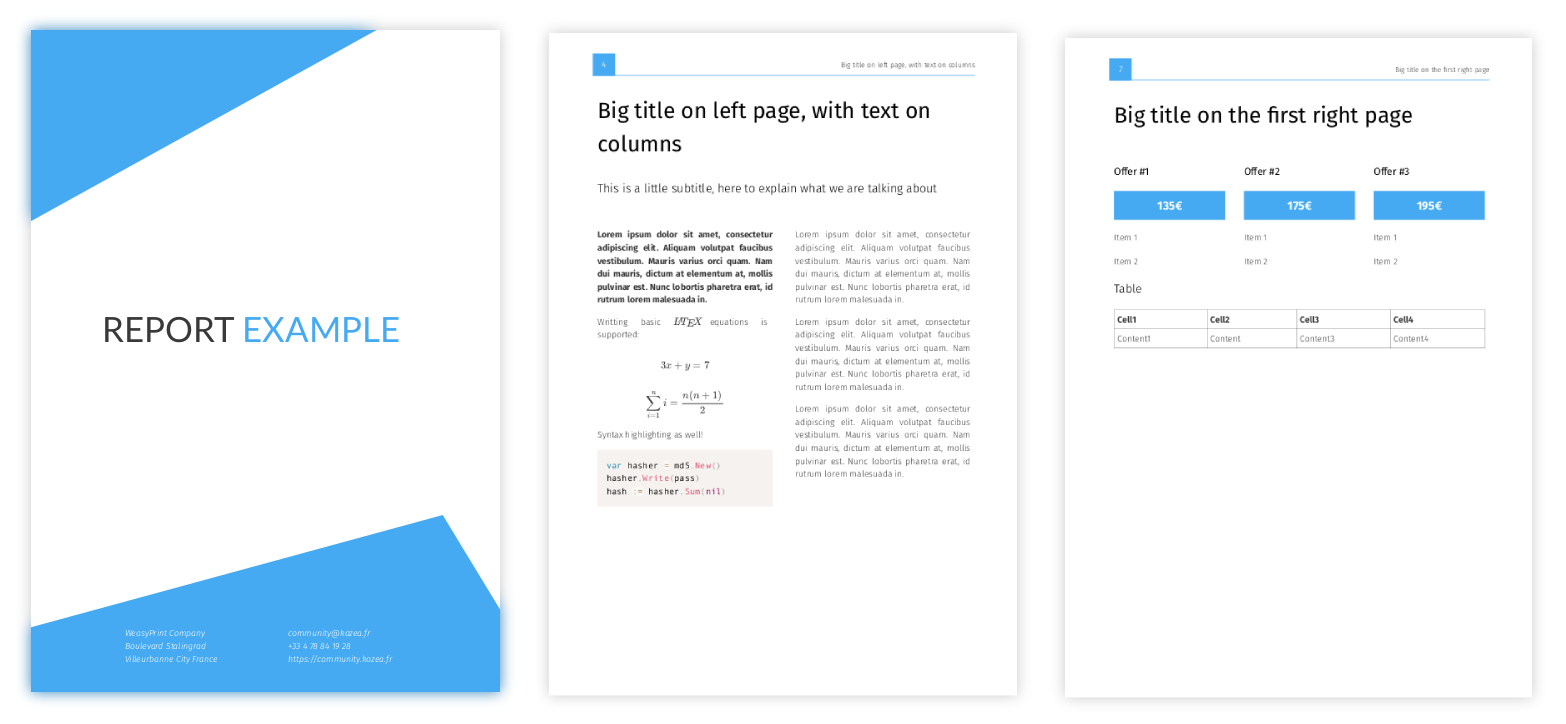 REPORT EXAMPLE
WeasyPrint Company
Boulevard Stalingrad
Villeurbanne City France
community@kozea.fr
+33 4 78 84 19 28
https://community.kozea.fr
4
Big title on left page, with text on columns
Big title on left page, with text on
columns
This is a little subtitle, here to explain what we are talking about
Lorem ipsum dolor sit amet, consectetur
adipiscing elit. Aliquam volutpat faucibus
vestibulum. Mauris varius orci quam. Nam
dui mauris, dictum at elementum at, mollis
pulvinar est. Nunc lobortis pharetra erat, id
rutrum lorem malesuada in.
Writting basic LATEX equations is
supported:
3x + y = 7
∑_{i=1}^{n} i = n(n + 1) / 2
Syntax highlighting as well!
var hasher = md5.New()
hasher.Write(pass)
hash := hasher.Sum(nil)
Lorem ipsum dolor sit amet, consectetur
adipiscing elit. Aliquam volutpat faucibus
vestibulum. Mauris varius orci quam. Nam
dui mauris, dictum at elementum at, mollis
pulvinar est. Nunc lobortis pharetra erat, id
rutrum lorem malesuada in.
Lorem ipsum dolor sit amet, consectetur
adipiscing elit. Aliquam volutpat faucibus
vestibulum. Mauris varius orci quam. Nam
dui mauris, dictum at elementum at, mollis
pulvinar est. Nunc lobortis pharetra erat, id
rutrum lorem malesuada in.
Lorem ipsum dolor sit amet, consectetur
adipiscing elit. Aliquam volutpat faucibus
vestibulum. Mauris varius orci quam. Nam
dui mauris, dictum at elementum at, mollis
pulvinar est. Nunc lobortis pharetra erat, id
rutrum lorem malesuada in.
7
Big title on the first right page
Big title on the first right page
Offer #1 Offer #2 Offer #3
135€ 175€ 195€
Item 1 Item 1 Item 1
Item 2 Item 2 Item 2
Table
Cell1 Cell2 Cell3 Cell4
Content1 Content Content3 Content4